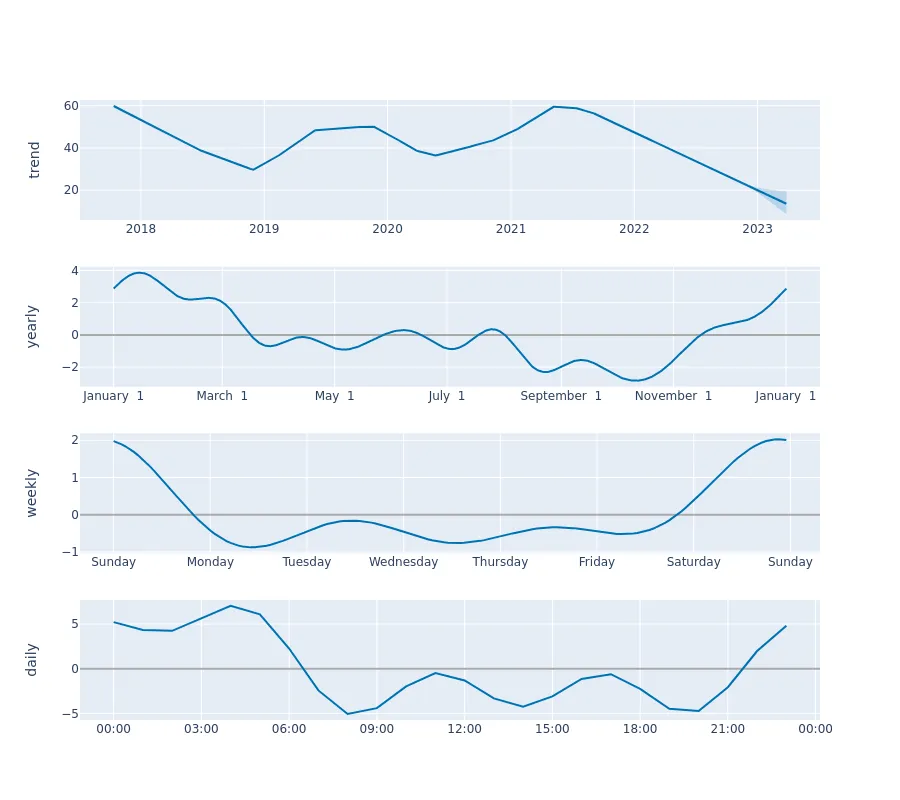 trend
60
40
20
2018 2019 2020 2021 2022 2023
yearly
4
2
0
−2
January 1 March 1 May 1 July 1 September 1 November 1 January 1
weekly
2
1
0
−1
Sunday Monday Tuesday Wednesday Thursday Friday Saturday Sunday
daily
5
0
−5
00:00 03:00 06:00 09:00 12:00 15:00 18:00 21:00 00:00